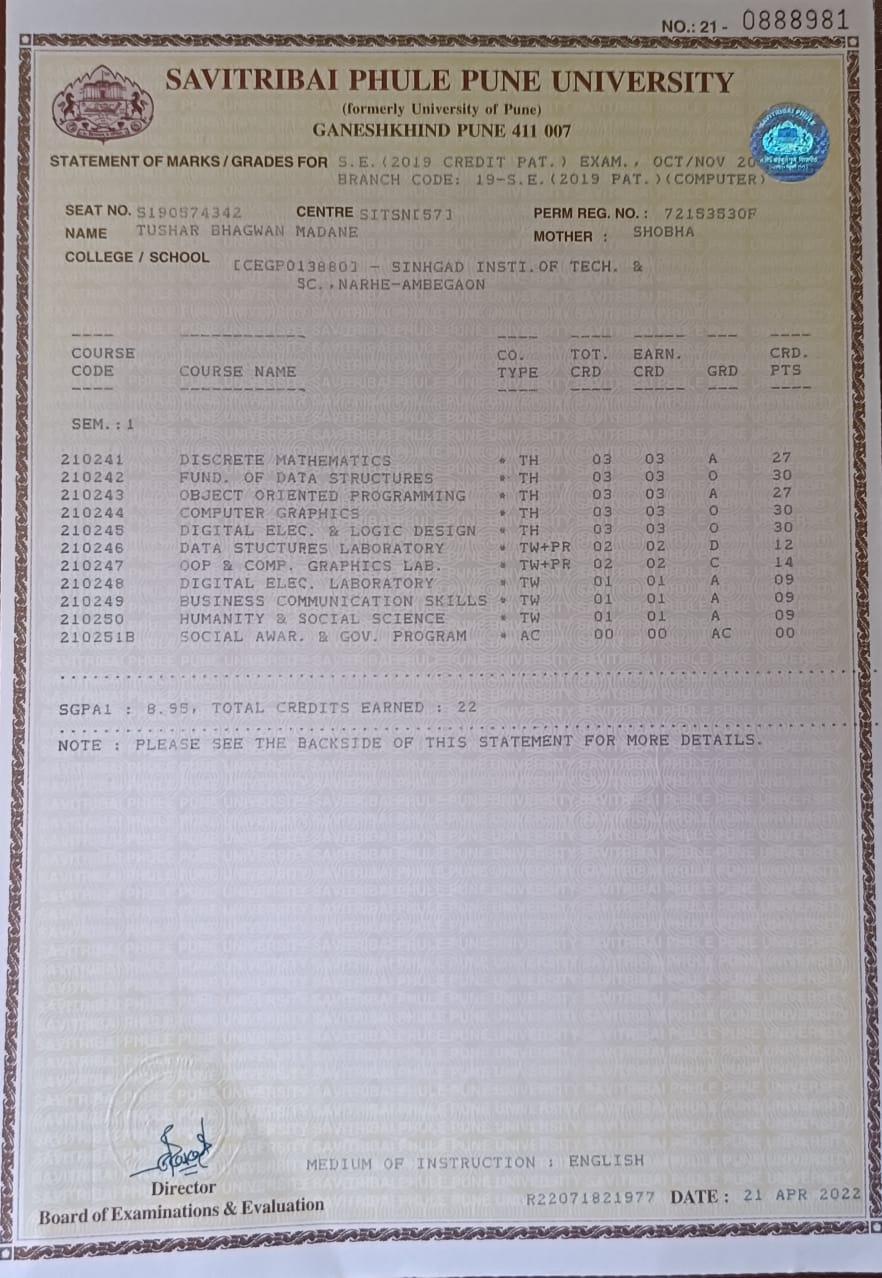 NO.: 21 - 0888981
SAVITRIBAI PHULE PUNE UNIVERSITY
(formerly University of Pune)
GANESHKHIND PUNE 411 007
STATEMENT OF MARKS / GRADES FOR S.E.(2019 CREDIT PAT.) EXAM., OCT/NOV 20
BRANCH CODE: 19-S.E.(2019 PAT.)(COMPUTER)
SEAT NO. S190574342 CENTRE SITSN[57] PERM REG. NO. : 72153530F
NAME TUSHAR BHAGWAN MADANE MOTHER : SHOBHA
COLLEGE / SCHOOL [CEGP013880] - SINHGAD INSTI.OF TECH. &
SC.,NARHE-AMBEGAON
COURSE CO. TOT. EARN. CRD.
CODE COURSE NAME TYPE CRD CRD GRD PTS
SEM.:1
210241 DISCRETE MATHEMATICS * TH 03 03 A 27
210242 FUND. OF DATA STRUCTURES * TH 03 03 O 30
210243 OBJECT ORIENTED PROGRAMMING * TH 03 03 A 27
210244 COMPUTER GRAPHICS * TH 03 03 O 30
210245 DIGITAL ELEC. & LOGIC DESIGN * TH 03 03 O 30
210246 DATA STUCTURES LABORATORY * TW+PR 02 02 D 12
210247 OOP & COMP. GRAPHICS LAB. * TW+PR 02 02 C 14
210248 DIGITAL ELEC. LABORATORY * TW 01 01 A 09
210249 BUSINESS COMMUNICATION SKILLS * TW 01 01 A 09
210250 HUMANITY & SOCIAL SCIENCE * TW 01 01 A 09
210251B SOCIAL AWAR. & GOV. PROGRAM * AC 00 00 AC 00
SGPA1 : 8.95, TOTAL CREDITS EARNED : 22
NOTE : PLEASE SEE THE BACKSIDE OF THIS STATEMENT FOR MORE DETAILS.
MEDIUM OF INSTRUCTION : ENGLISH
Director
Board of Examinations & Evaluation
R22071821977 DATE : 21 APR 2022